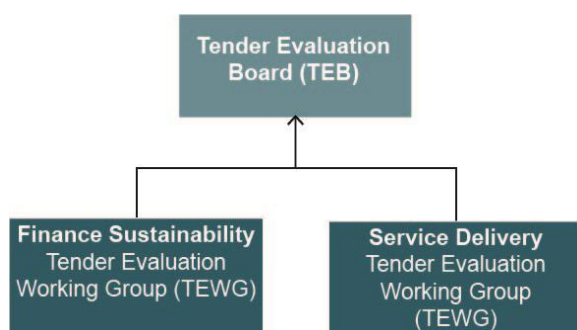 Tender Evaluation
Board (TEB)
Finance Sustainability
Tender Evaluation
Working Group (TEWG)
Service Delivery
Tender Evaluation
Working Group
(TEWG)